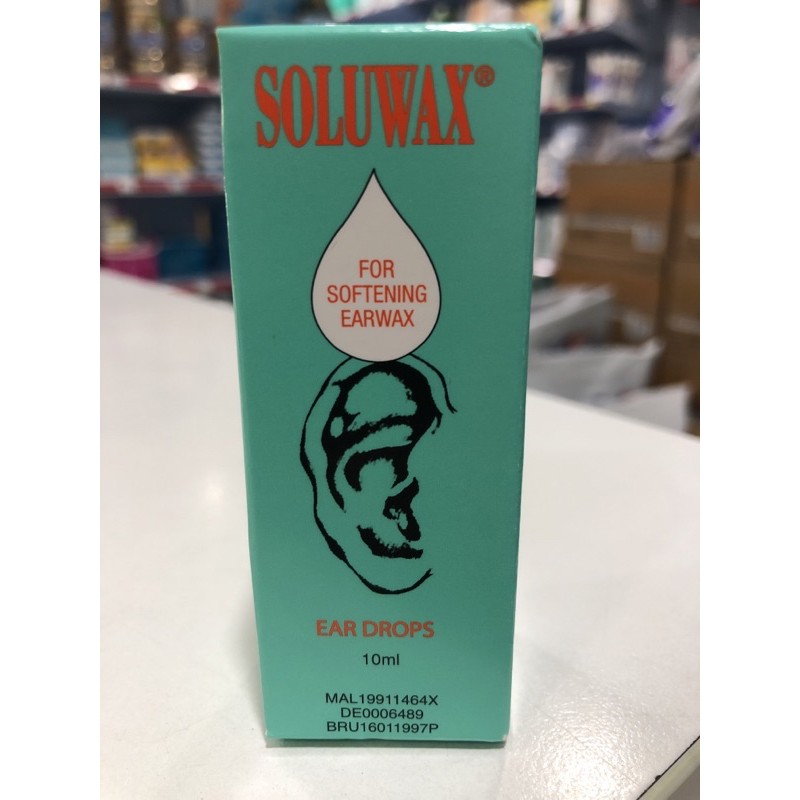 SOLUWAX®
FOR
SOFTENING
EARWAX
EAR DROPS
10ml
MAL19911464X
DE0006489
BRU16011997P